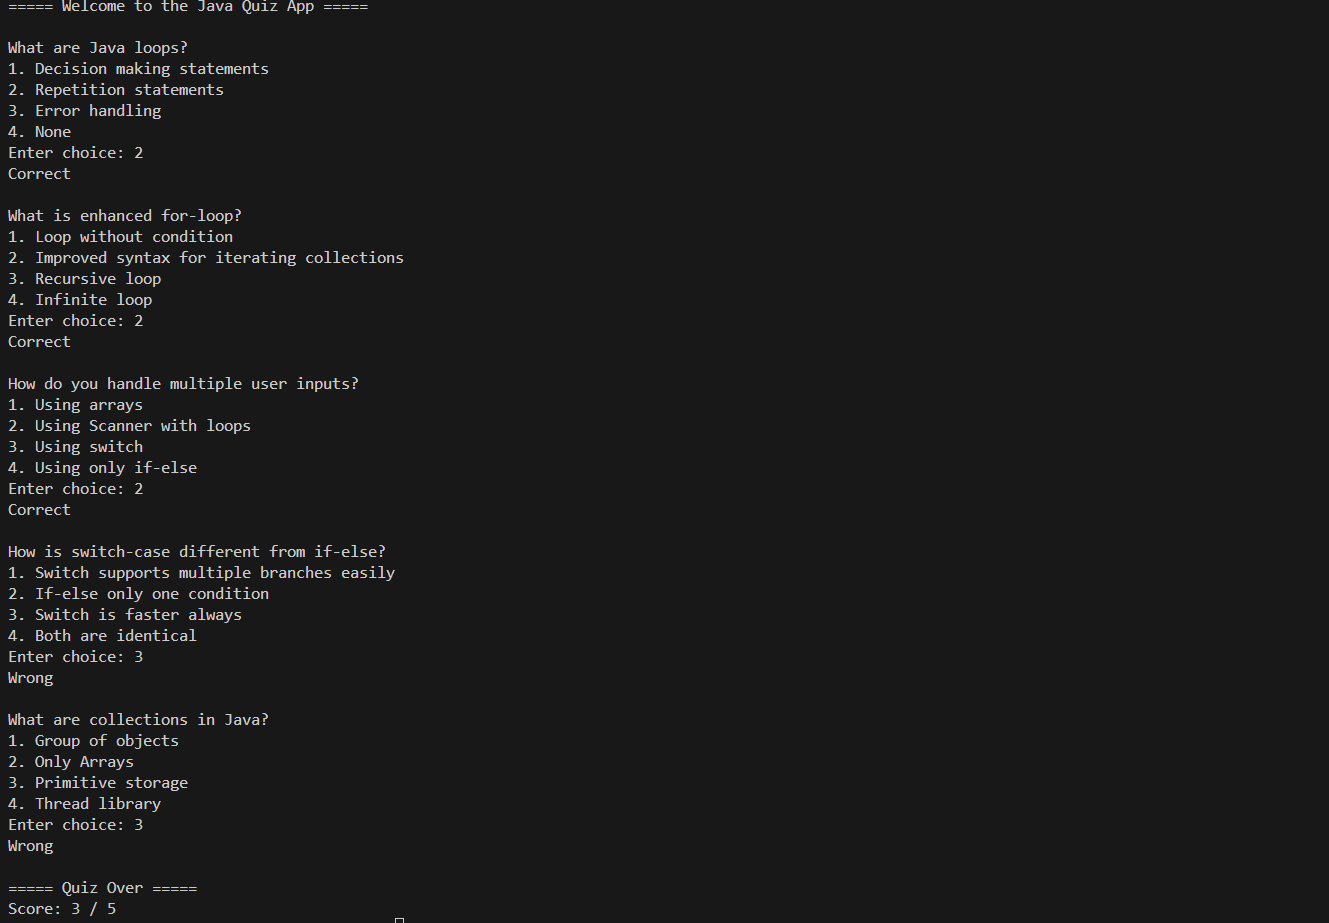 ===== Welcome to the Java Quiz App =====
What are Java loops?
1. Decision making statements
2. Repetition statements
3. Error handling
4. None
Enter choice: 2
Correct
What is enhanced for-loop?
1. Loop without condition
2. Improved syntax for iterating collections
3. Recursive loop
4. Infinite loop
Enter choice: 2
Correct
How do you handle multiple user inputs?
1. Using arrays
2. Using Scanner with loops
3. Using switch
4. Using only if-else
Enter choice: 2
Correct
How is switch-case different from if-else?
1. Switch supports multiple branches easily
2. If-else only one condition
3. Switch is faster always
4. Both are identical
Enter choice: 3
Wrong
What are collections in Java?
1. Group of objects
2. Only Arrays
3. Primitive storage
4. Thread library
Enter choice: 3
Wrong
===== Quiz Over =====
Score: 3 / 5